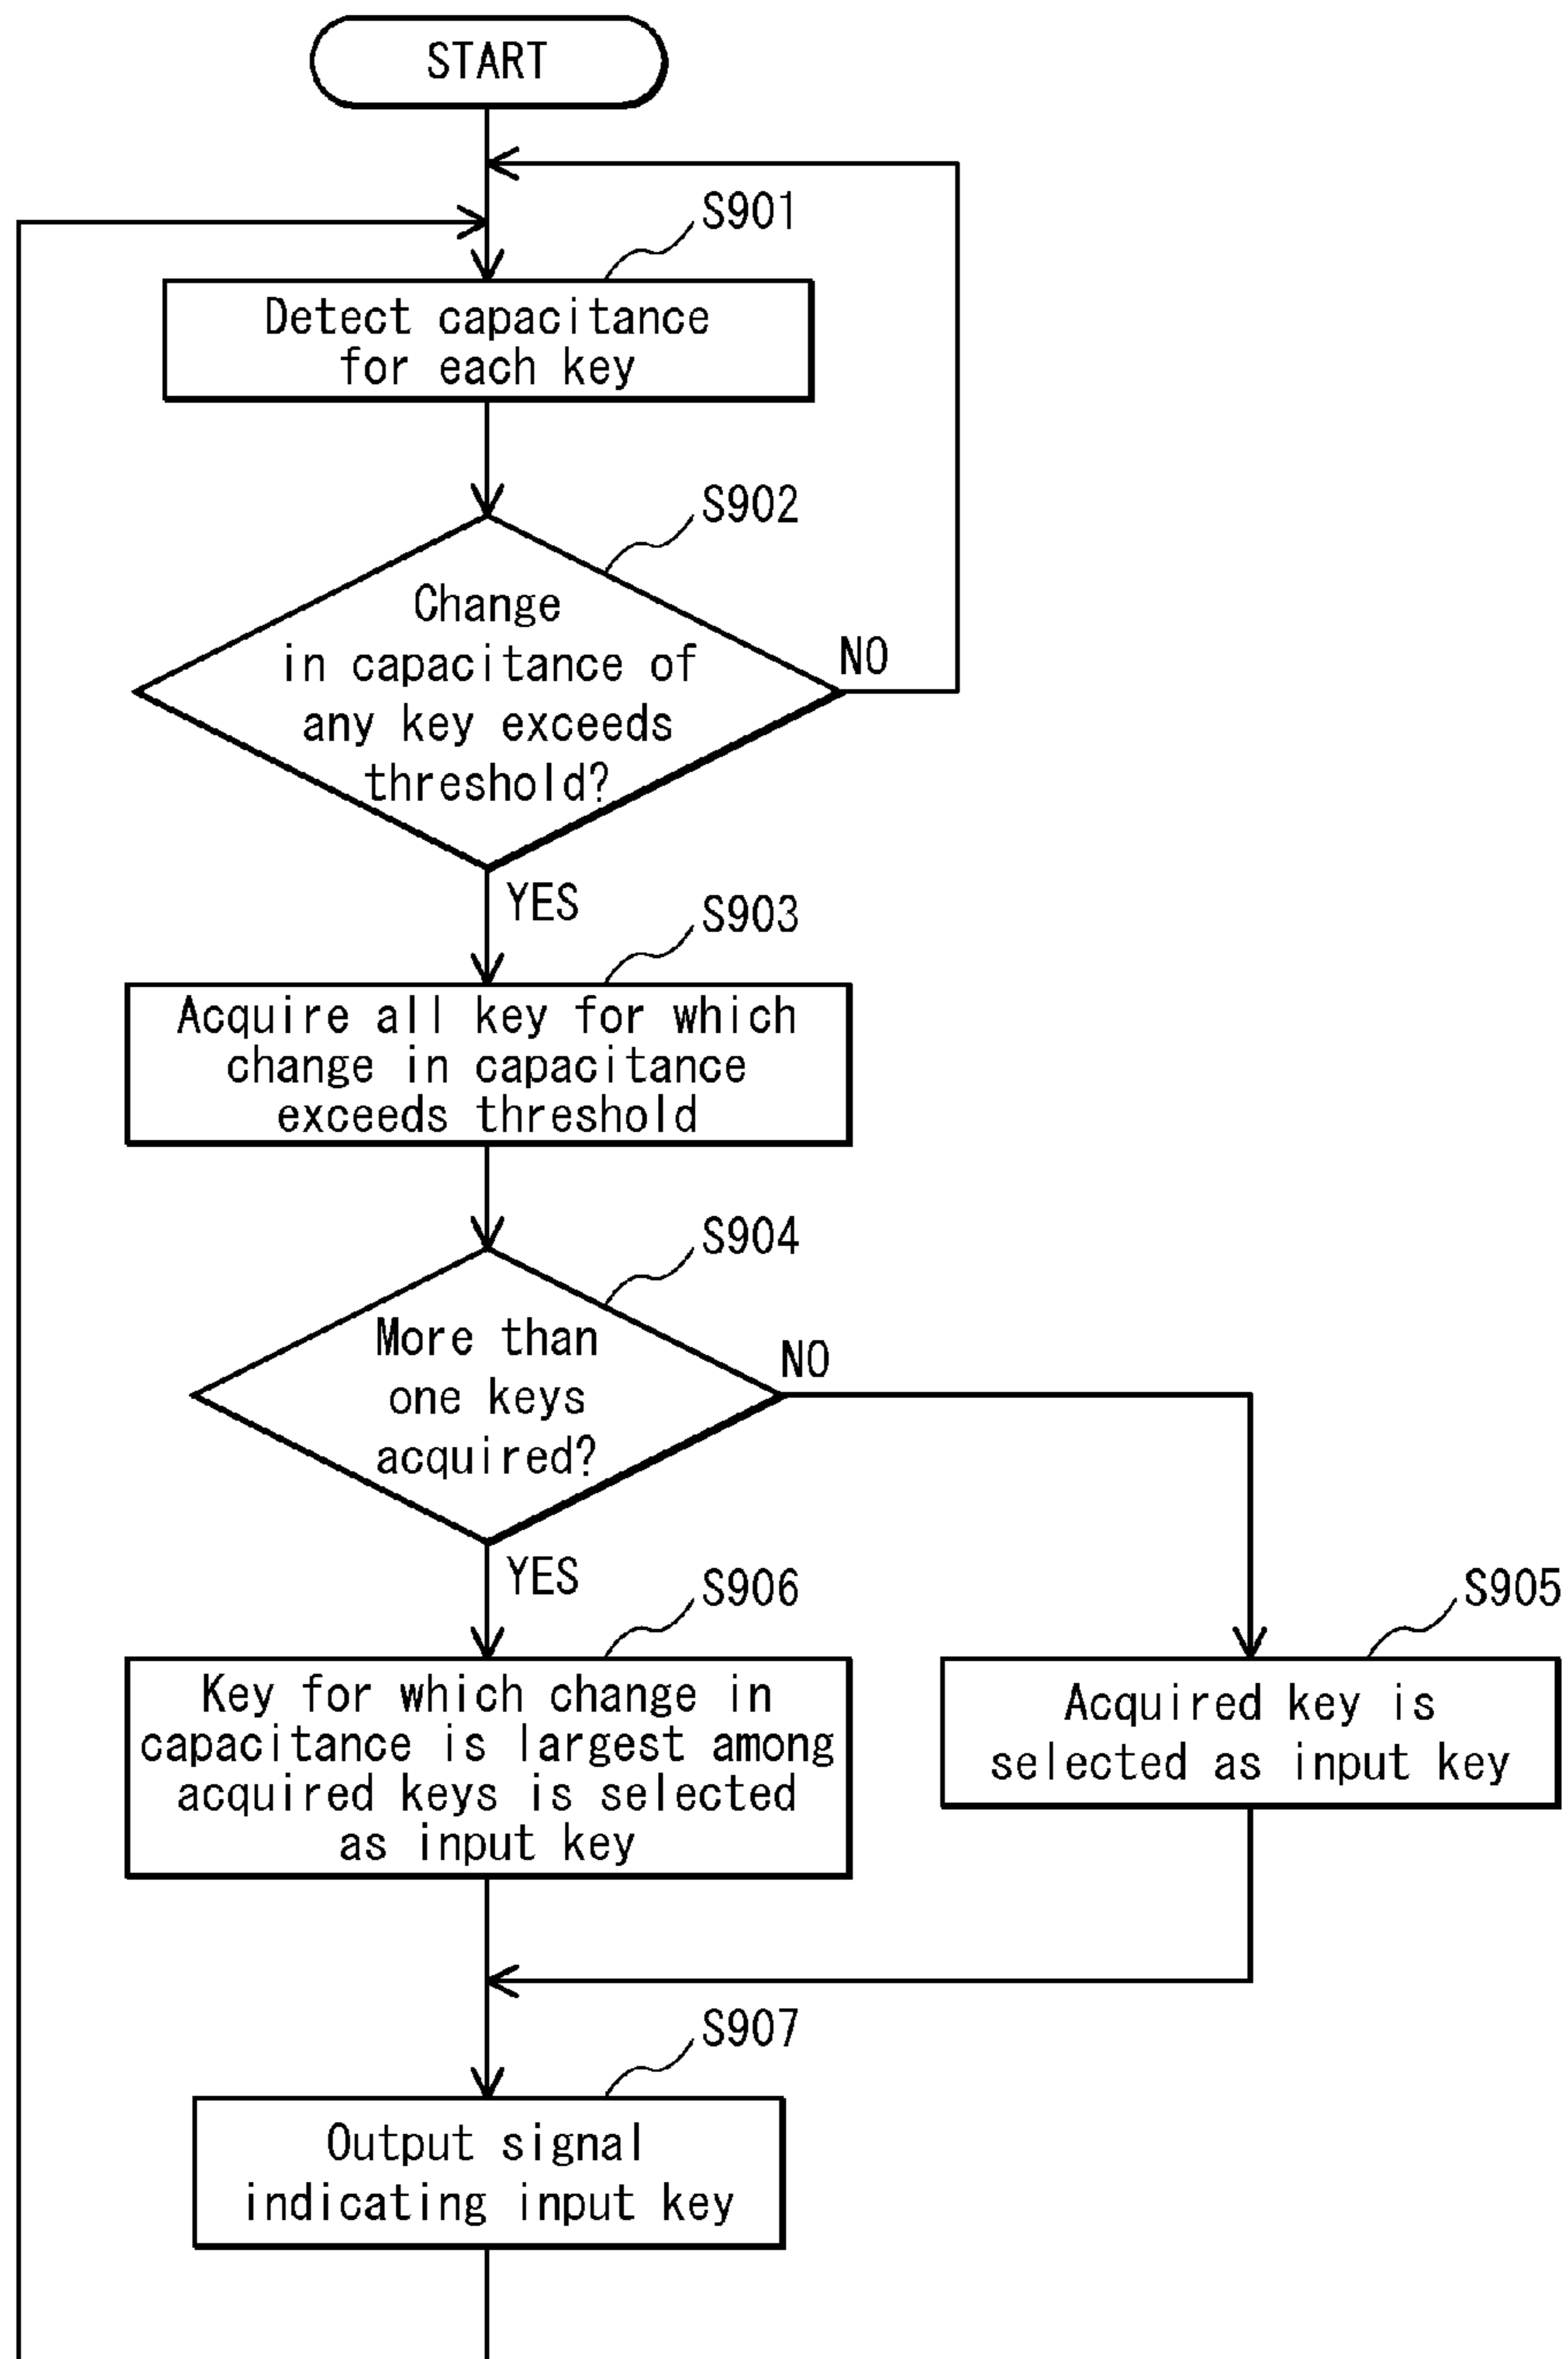 START
S901
Detect capacitance
for each key
S902
Change
in capacitance of
any key exceeds
threshold?
NO
YES
S903
Acquire all key for which
change in capacitance
exceeds threshold
S904
More than
one keys
acquired?
NO
YES
S906
Key for which change in
capacitance is largest among
acquired keys is selected
as input key
S905
Acquired key is
selected as input key
S907
Output signal
indicating input key